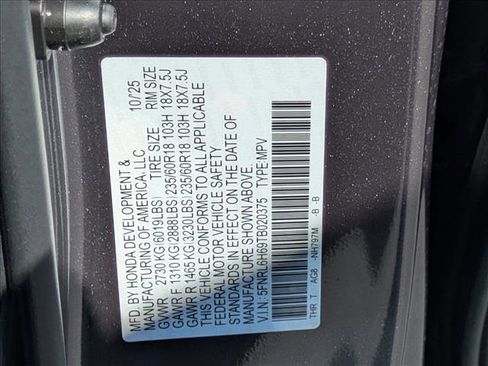 MFD. BY HONDA DEVELOPMENT &
MANUFACTURING OF AMERICA, LLC 10/25
TIRE SIZE RIM SIZE
GVWR 2730 KG(6019LBS)
GAWR F 1310 KG(2888LBS) 235/60R18 103H 18X7.5J
GAWR R 1465 KG(3230LBS) 235/60R18 103H 18X7.5J
THIS VEHICLE CONFORMS TO ALL APPLICABLE
FEDERAL MOTOR VEHICLE SAFETY
STANDARDS IN EFFECT ON THE DATE OF
MANUFACTURE SHOWN ABOVE.
V.I.N: 5FNRL6H69TB020375 TYPE:MPV
THR T AG8 -NH797M -B -B